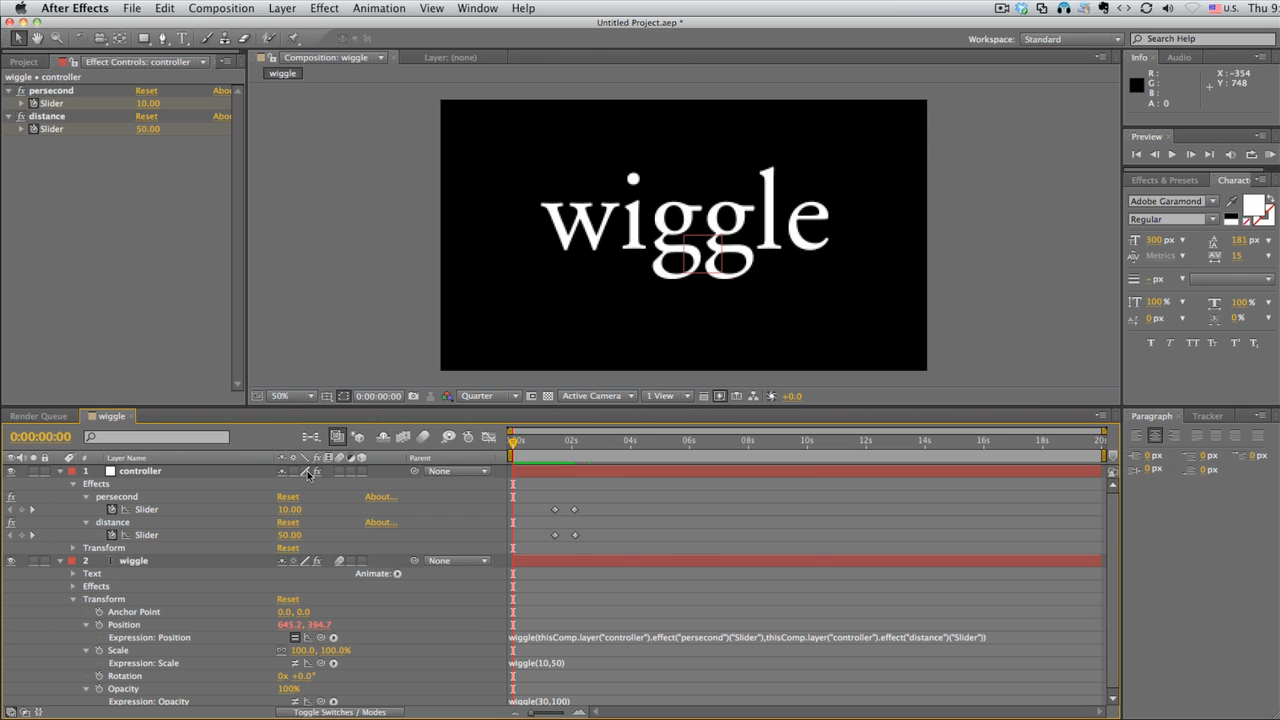 After Effects File Edit Composition Layer Effect Animation View Window Help U.S. Thu 9:
Untitled Project.aep *
Workspace: Standard Search Help
Project Effect Controls: controller Composition: wiggle Layer: (none) Info Audio
wiggle • controller wiggle
persecond Reset Abou
Slider 10.00
distance Reset Abou
Slider 50.00
R : X : -354
G : Y : 748
B :
A : 0
Preview
Effects & Presets Charact
Adobe Garamond
Regular
300 px 181 px
Metrics 15
- px
100% 100%
0 px 0%
T T TT Tr T' T,
wiggle
50% 0:00:00:00 Quarter Active Camera 1 View +0.0
Render Queue wiggle Paragraph Tracker
0:00:00:00 00s 02s 04s 06s 08s 10s 12s 14s 16s 18s 20s
# Layer Name Parent
0 px 0 px 0 px
0 px 0 px
1 controller None
Effects
persecond Reset About...
Slider 10.00
distance Reset About...
Slider 50.00
Transform Reset
2 T wiggle None
Text Animate:
Effects
Transform Reset
Anchor Point 0.0, 0.0
Position 645.2, 394.7
Expression: Position wiggle(thisComp.layer("controller").effect("persecond")("Slider"),thisComp.layer("controller").effect("distance")("Slider"))
Scale 100.0, 100.0%
Expression: Scale wiggle(10,50)
Rotation 0x +0.0°
Opacity 100%
Expression: Opacity wiggle(30,100)
Toggle Switches / Modes